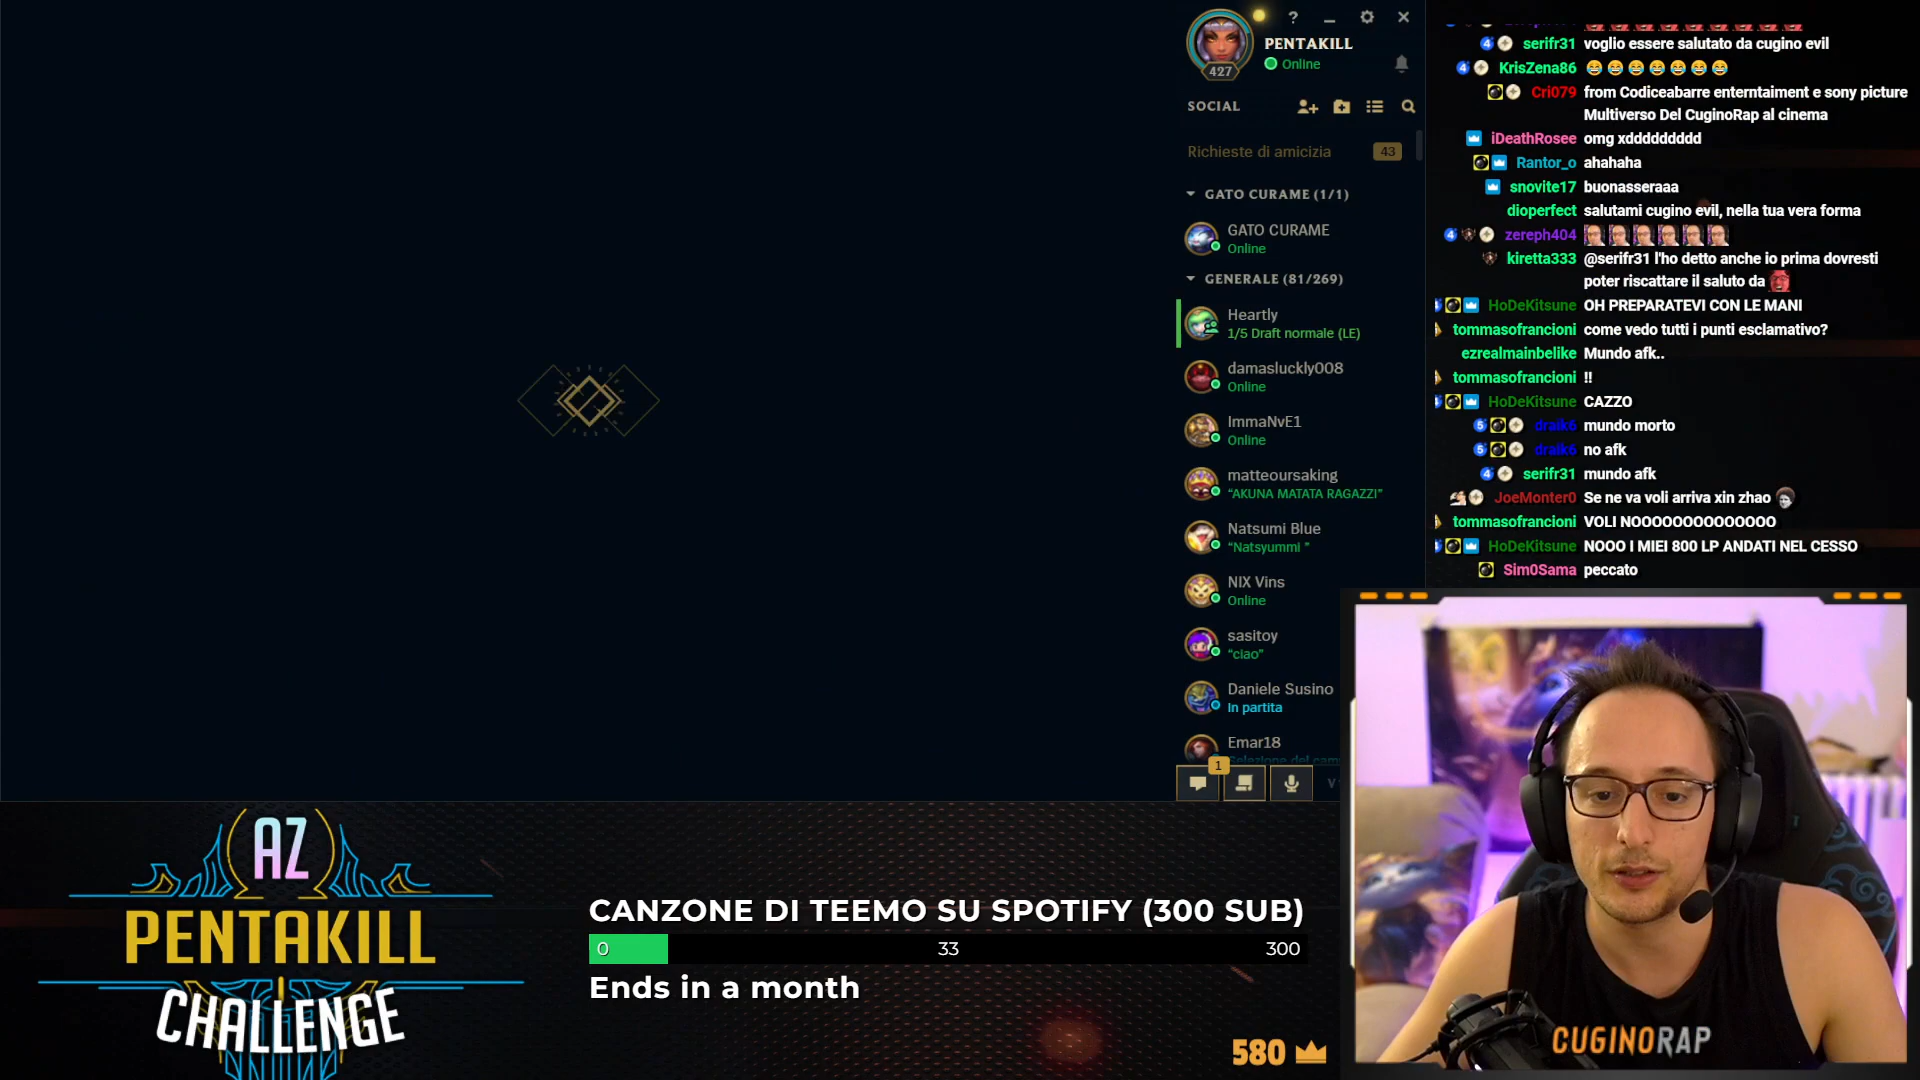 PENTAKILL
Online
427
SOCIAL
Richieste di amicizia
43
GATO CURAME (1/1)
GATO CURAME
Online
GENERALE (81/269)
Heartly
1/5 Draft normale (LE)
damasluckly008
Online
ImmaNvE1
Online
matteoursaking
“AKUNA MATATA RAGAZZI”
Natsumi Blue
“Natsyummi ”
NIX Vins
Online
sasitoy
“ciao”
Daniele Susino
In partita
Emar18
1
serifr31 voglio essere salutato da cugino evil
KrisZena86 😂😂😂😂😂😂😂
Cri079 from Codiceabarre enterntaiment e sony picture
Multiverso Del CuginoRap al cinema
iDeathRosee omg xddddddddd
Rantor_o ahahaha
snovite17 buonasseraaa
dioperfect salutami cugino evil, nella tua vera forma
zereph404
kiretta333 @serifr31 l'ho detto anche io prima dovresti
poter riscattare il saluto da
HoDeKitsune OH PREPARATEVI CON LE MANI
tommasofrancioni come vedo tutti i punti esclamativo?
ezrealmainbelike Mundo afk..
tommasofrancioni !!
HoDeKitsune CAZZO
draik6 mundo morto
draik6 no afk
serifr31 mundo afk
JoeMonter0 Se ne va voli arriva xin zhao
tommasofrancioni VOLI NOOOOOOOOOOOOOO
HoDeKitsune NOOO I MIEI 800 LP ANDATI NEL CESSO
Sim0Sama peccato
AZ
PENTAKILL
CHALLENGE
CANZONE DI TEEMO SU SPOTIFY (300 SUB)
0 33 300
Ends in a month
580
CUGINORAP